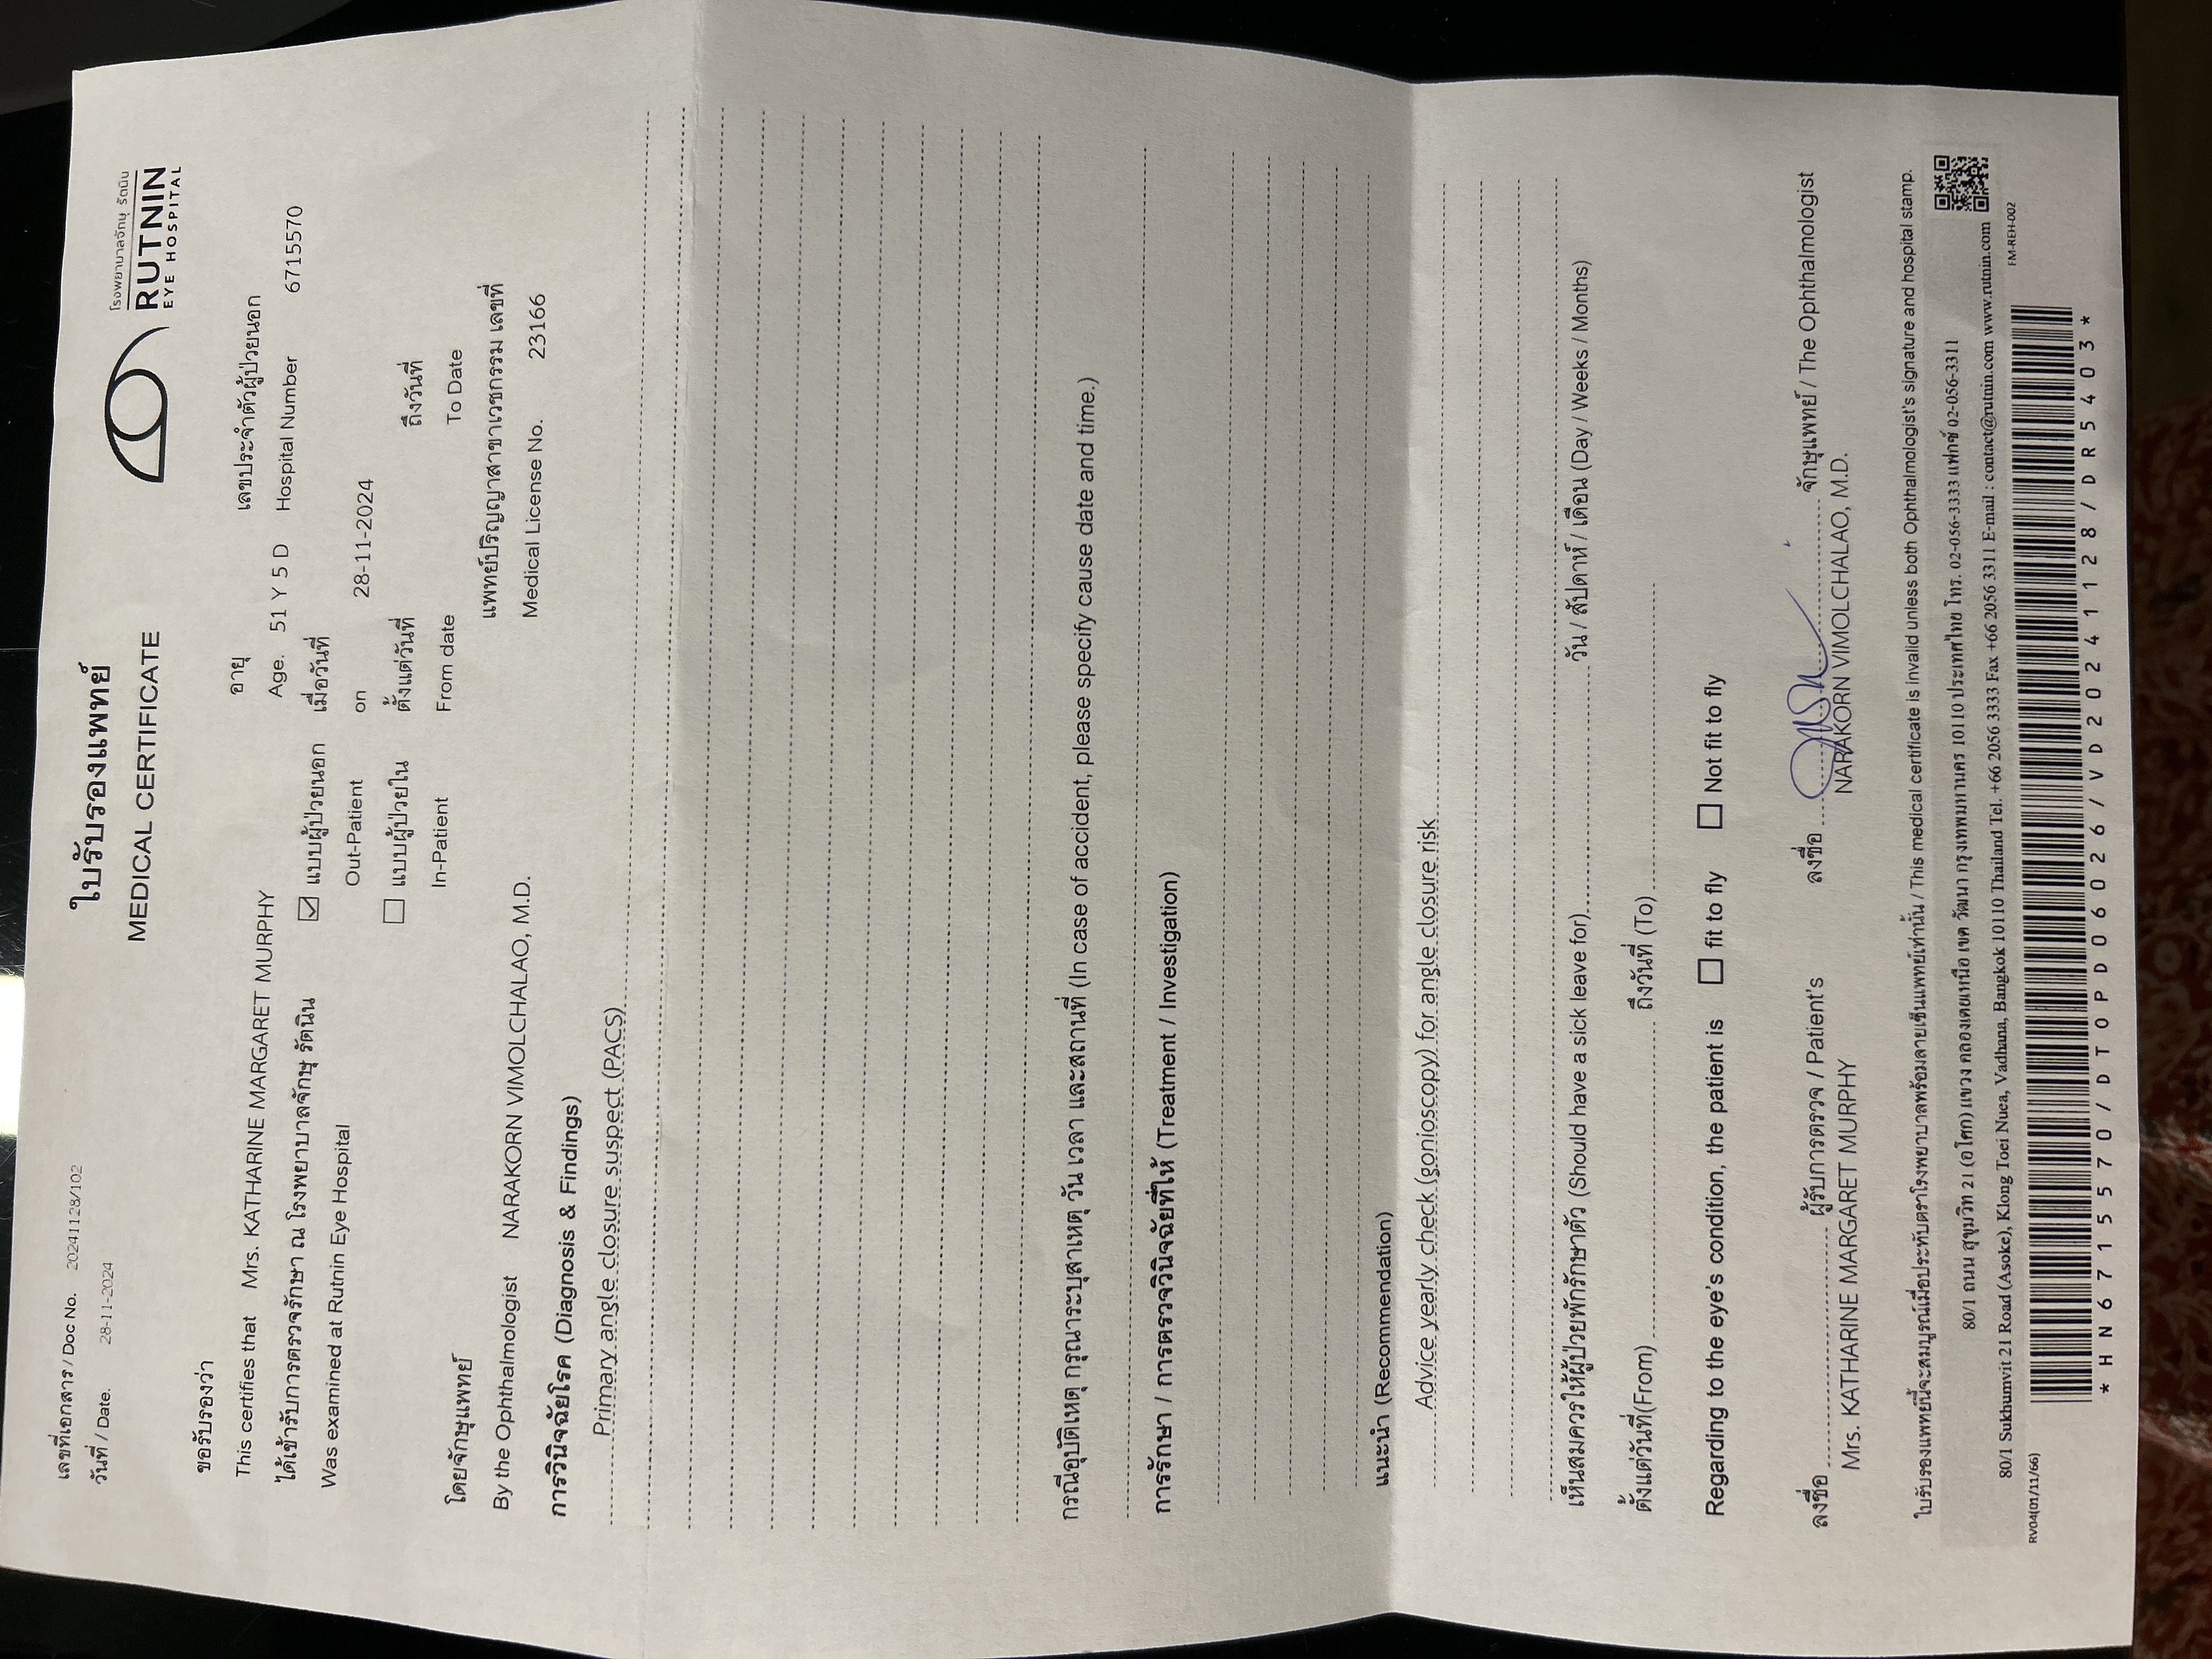 เลขที่เอกสาร / Doc No. 20241128/102
วันที่ / Date. 28-11-2024
ใบรับรองแพทย์
MEDICAL CERTIFICATE
โรงพยาบาลจักษุ รัตนิน
RUTNIN
EYE HOSPITAL
ขอรับรองว่า
This certifies that Mrs. KATHARINE MARGARET MURPHY
อายุ
Age. 51 Y 5 D
เลขประจำตัวผู้ป่วยนอก
Hospital Number 6715570
ได้เข้ารับการตรวจรักษา ณ โรงพยาบาลจักษุ รัตนิน
Was examined at Rutnin Eye Hospital
แบบผู้ป่วยนอก เมื่อวันที่
Out-Patient on 28-11-2024
แบบผู้ป่วยใน ตั้งแต่วันที่ ถึงวันที่
In-Patient From date To Date
โดยจักษุแพทย์
By the Ophthalmologist NARAKORN VIMOLCHALAO, M.D.
แพทย์ปริญญาสาขาเวชกรรม เลขที่
Medical License No. 23166
การวินิจฉัยโรค (Diagnosis & Findings)
Primary angle closure suspect (PACS)
กรณีอุบัติเหตุ กรุณาระบุสาเหตุ วัน เวลา และสถานที่ (In case of accident, please specify cause date and time.)
การรักษา / การตรวจวินิจฉัยที่ให้ (Treatment / Investigation)
แนะนำ (Recommendation)
Advice yearly check (gonioscopy) for angle closure risk
เห็นสมควรให้ผู้ป่วยพักรักษาตัว (Should have a sick leave for) วัน / สัปดาห์ / เดือน (Day / Weeks / Months)
ตั้งแต่วันที่(From) ถึงวันที่ (To)
Regarding to the eye's condition, the patient is fit to fly Not fit to fly
ลงชื่อ ผู้รับการตรวจ / Patient's ลงชื่อ จักษุแพทย์ / The Ophthalmologist
Mrs. KATHARINE MARGARET MURPHY NARAKORN VIMOLCHALAO, M.D.
ใบรับรองแพทย์นี้จะสมบูรณ์เมื่อประทับตราโรงพยาบาลพร้อมลายเซ็นแพทย์เท่านั้น / This medical certificate is invalid unless both Ophthalmologist's signature and hospital stamp.
80/1 ถนน สุขุมวิท 21 (อโศก) แขวง คลองเตยเหนือ เขต วัฒนา กรุงเทพมหานคร 10110 ประเทศไทย โทร. 02-056-3333 แฟกซ์ 02-056-3311
80/1 Sukhumvit 21 Road (Asoke), Klong Toei Nuea, Vadhana, Bangkok 10110 Thailand Tel. +66 2056 3333 Fax +66 2056 3311 E-mail : contact@rutnin.com www.rutnin.com
RV04(01/11/66)
FM-REH-002
*HN6715570/DTOPD06026/VD20241128/DR5403*